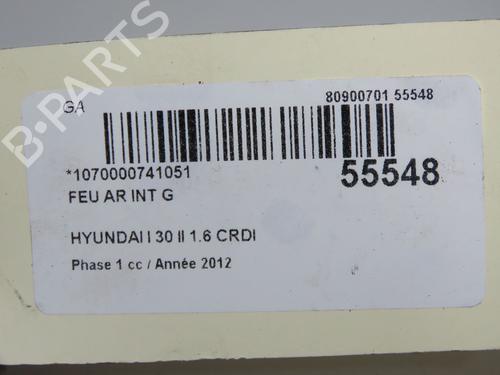 GA
80900701 55548
*1070000741051
55548
FEU AR INT G
HYUNDAI I 30 II 1.6 CRDI
Phase 1 cc / Année 2012
B-PARTS